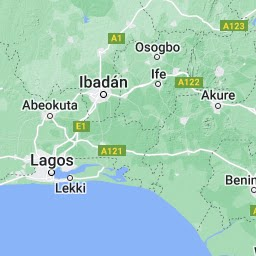 A123
A1
Osogbo
Ife
A122
Ibadán
Akure
Abeokuta
E1
A121
Lagos
Lekki
Benin